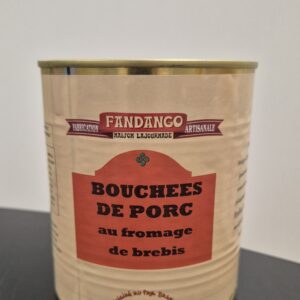 FANDANGO
FABRICATION MAISON LAJOURNADE ARTISANALE
BOUCHEES
DE PORC
au fromage
de brebis